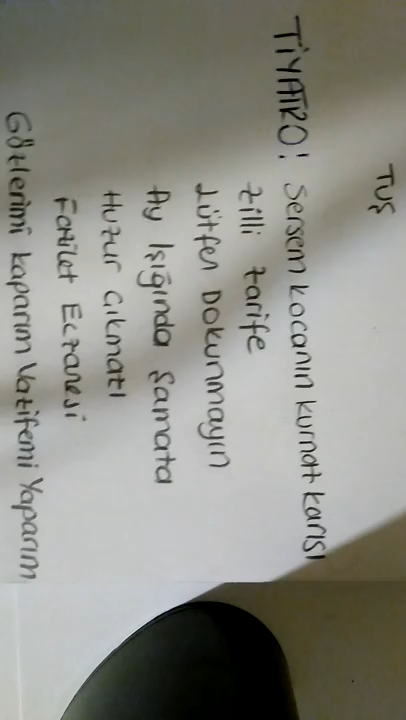 TUŞ
TİYATRO: Sersem kocanın kurnaz karısı
Zilli Zarife
Lütfen Dokunmayın
Ay Işığında Şamata
Huzur Çıkmazı
Fazilet Eczanesi
Gözlerimi kaparım Vazifemi Yaparım